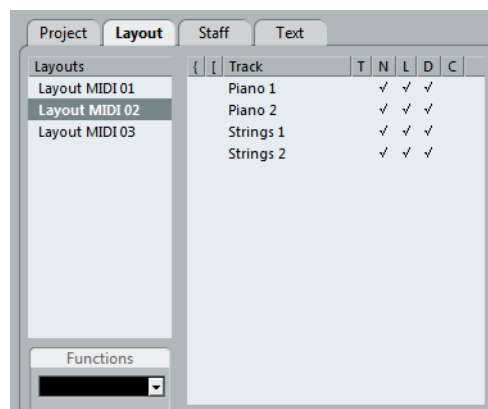 Project Layout Staff Text
Layouts
Layout MIDI 01
Layout MIDI 02
Layout MIDI 03
{ [ Track T N L D C
Piano 1 √ √ √
Piano 2 √ √ √
Strings 1 √ √ √
Strings 2 √ √ √
Functions